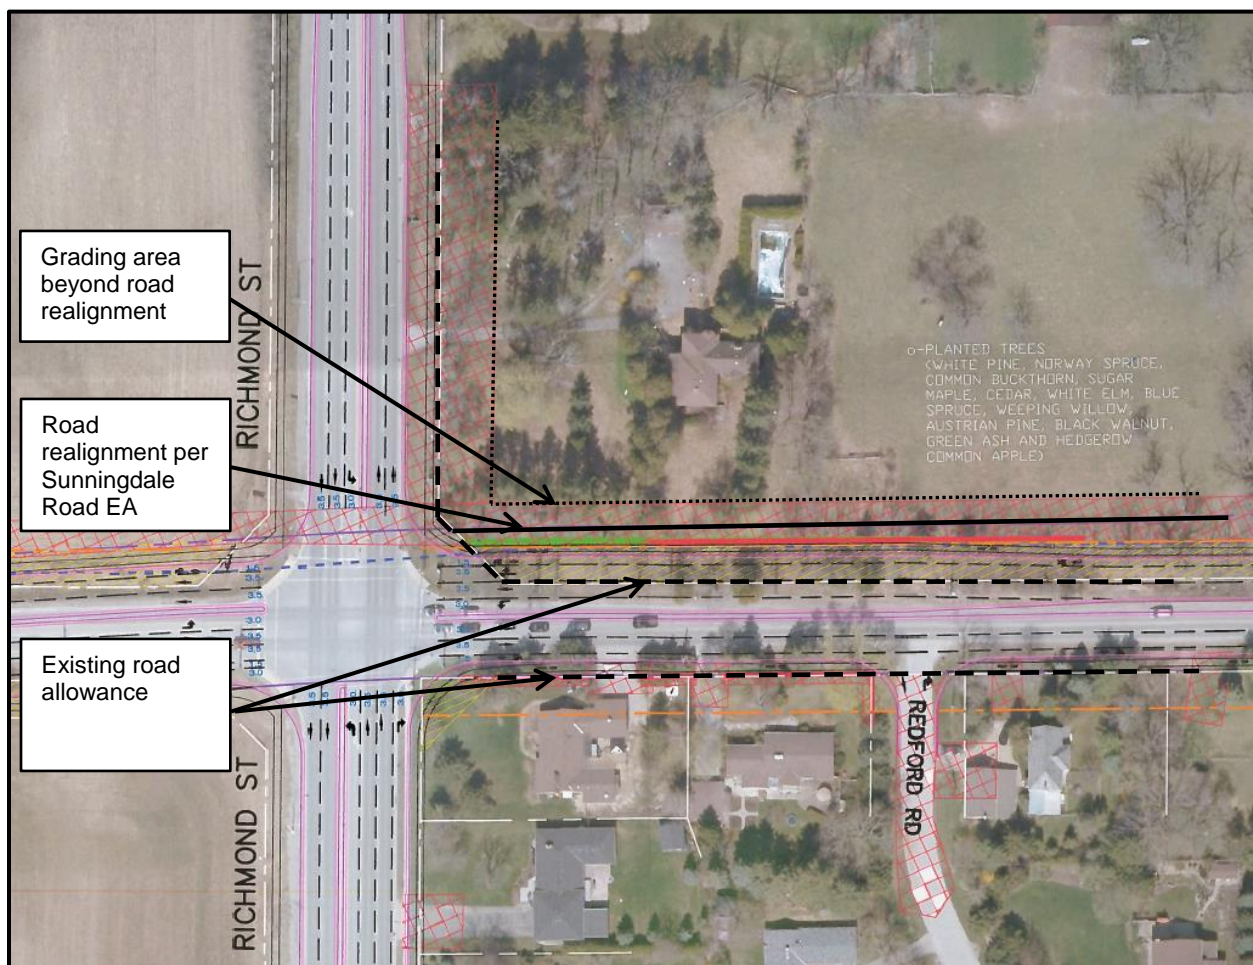 Grading area
beyond road
realignment
RICHMOND ST
o-PLANTED TREES
(WHITE PINE, NORWAY SPRUCE,
COMMON BUCKTHORN, SUGAR
MAPLE, CEDAR, WHITE ELM, BLUE
SPRUCE, WEEPING WILLOW,
AUSTRIAN PINE, BLACK WALNUT,
GREEN ASH AND HEDGEROW
COMMON APPLE)
Road
realignment per
Sunningdale
Road EA
Existing road
allowance
REDFORD RD
RICHMOND ST